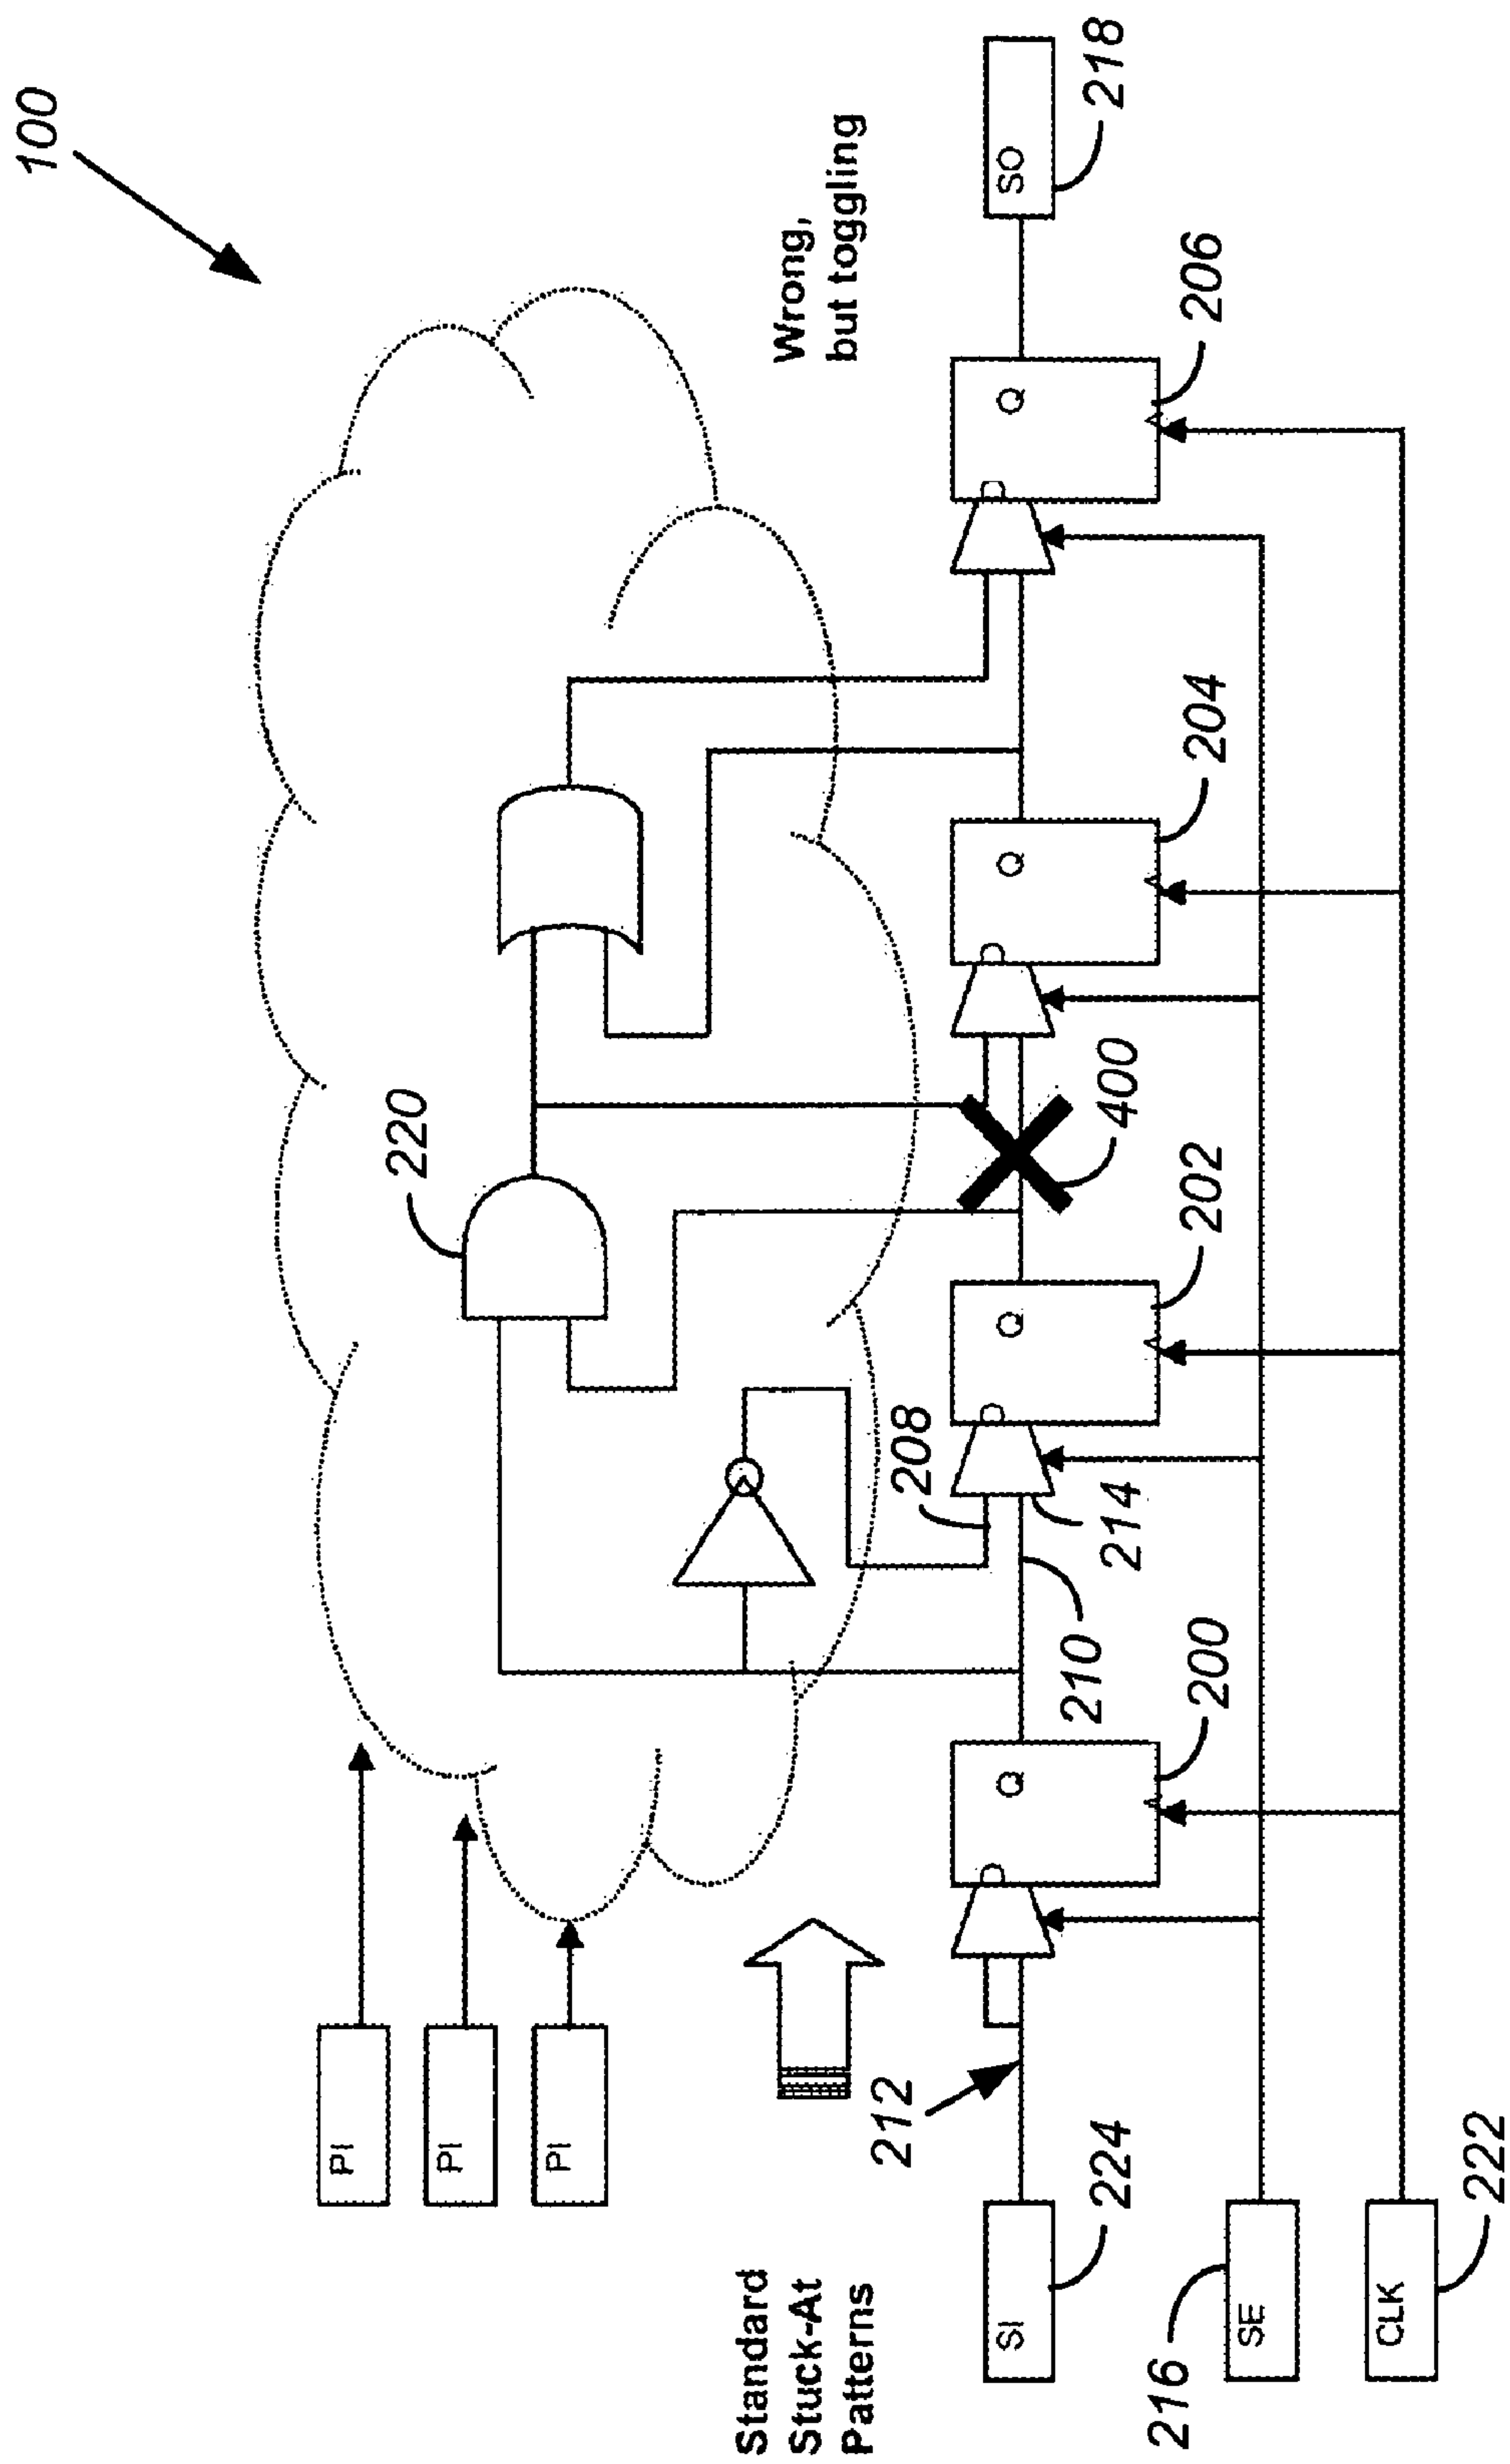 100
PI
PI
PI
220
Standard
Stuck-At
Patterns
Wrong,
but toggling
208
212
SI
224
D
Q
200
210
214
D
Q
202
400
D
Q
204
D
Q
206
SO
218
216
SE
CLK
222